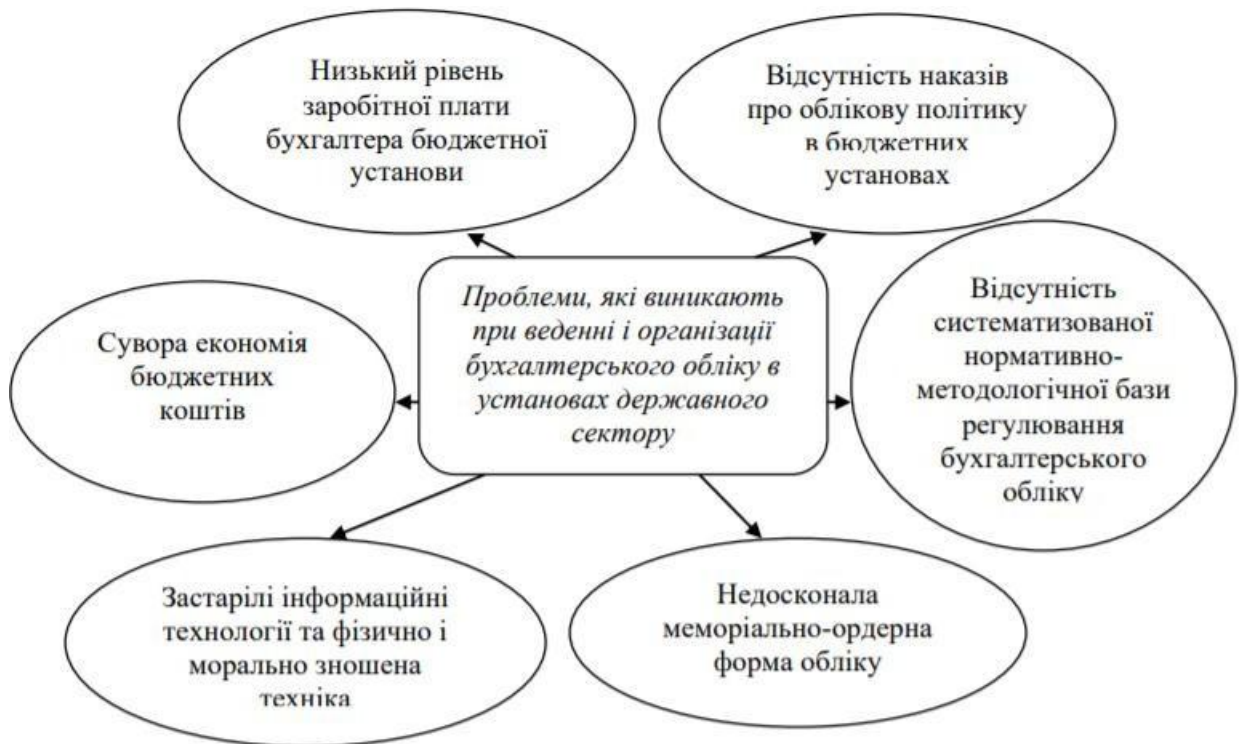 Низький рівень
заробітної плати
бухгалтера бюджетної
установи
Відсутність наказів
про облікову політику
в бюджетних
установах
Проблеми, які виникають
при веденні і організації
бухгалтерського обліку в
установах державного
сектору
Сувора економія
бюджетних
коштів
Відсутність
систематизованої
нормативно-
методологічної бази
регулювання
бухгалтерського
обліку
Застарілі інформаційні
технології та фізично і
морально зношена
техніка
Недосконала
меморіально-ордерна
форма обліку